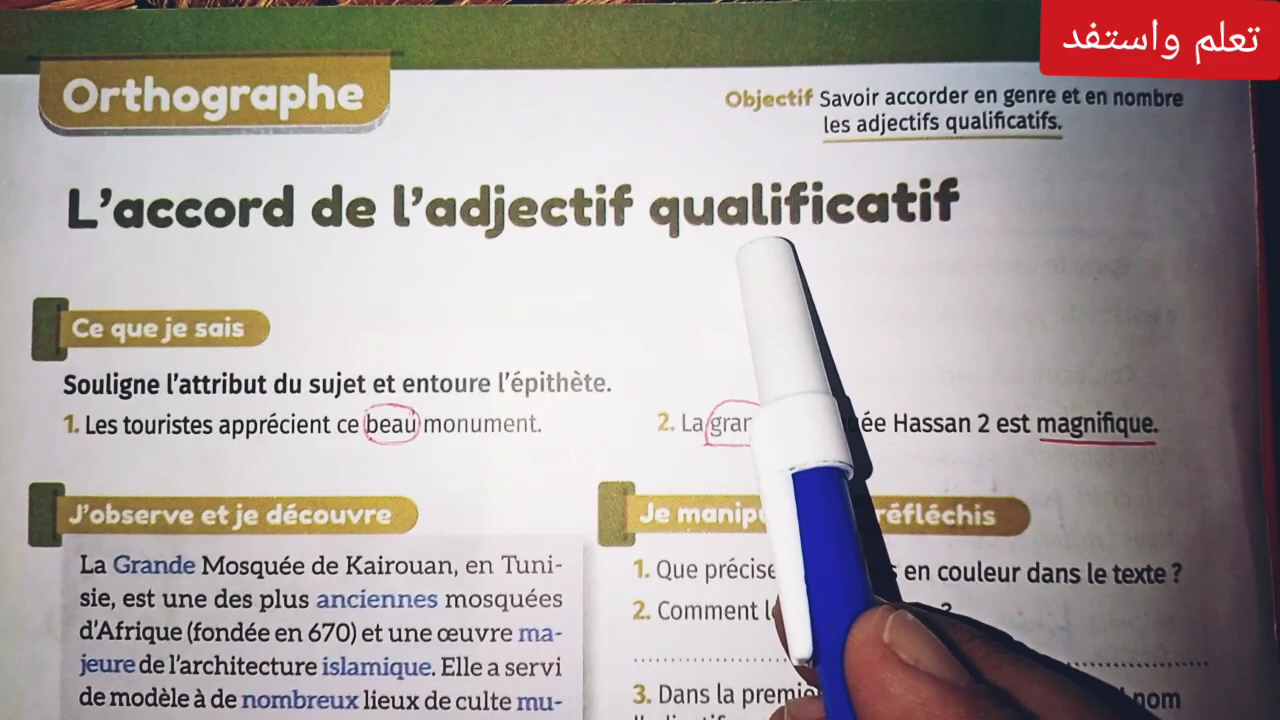 تعلم واستفد
Orthographe
Objectif Savoir accorder en genre et en nombre
les adjectifs qualificatifs.
L'accord de l'adjectif qualificatif
Ce que je sais
Souligne l'attribut du sujet et entoure l'épithète.
1. Les touristes apprécient ce beau monument.
2. La gran ée Hassan 2 est magnifique.
J'observe et je découvre
La Grande Mosquée de Kairouan, en Tuni-
sie, est une des plus anciennes mosquées
d'Afrique (fondée en 670) et une œuvre ma-
jeure de l'architecture islamique. Elle a servi
de modèle à de nombreux lieux de culte mu-
Je manip réfléchis
1. Que précise en couleur dans le texte ?
2. Comment ?
3. Dans la premi nom